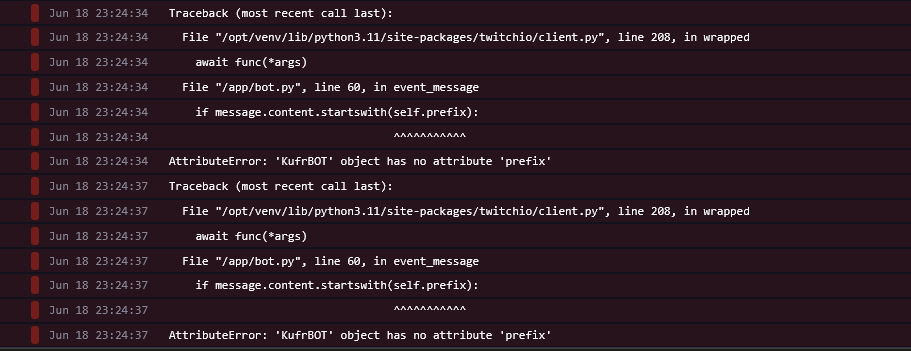 Jun 18 23:24:34 Traceback (most recent call last):
Jun 18 23:24:34 File "/opt/venv/lib/python3.11/site-packages/twitchio/client.py", line 208, in wrapped
Jun 18 23:24:34 await func(*args)
Jun 18 23:24:34 File "/app/bot.py", line 60, in event_message
Jun 18 23:24:34 if message.content.startswith(self.prefix):
Jun 18 23:24:34 ^^^^^^^^^^^
Jun 18 23:24:34 AttributeError: 'KufrBOT' object has no attribute 'prefix'
Jun 18 23:24:37 Traceback (most recent call last):
Jun 18 23:24:37 File "/opt/venv/lib/python3.11/site-packages/twitchio/client.py", line 208, in wrapped
Jun 18 23:24:37 await func(*args)
Jun 18 23:24:37 File "/app/bot.py", line 60, in event_message
Jun 18 23:24:37 if message.content.startswith(self.prefix):
Jun 18 23:24:37 ^^^^^^^^^^^
Jun 18 23:24:37 AttributeError: 'KufrBOT' object has no attribute 'prefix'